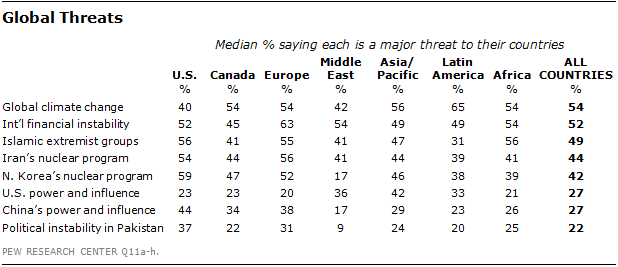 Global Threats
Median % saying each is a major threat to their countries
U.S. Canada Europe Middle East Asia/Pacific Latin America Africa ALL COUNTRIES
% % % % % % % %
Global climate change 40 54 54 42 56 65 54 54
Int'l financial instability 52 45 63 54 49 49 54 52
Islamic extremist groups 56 41 55 41 47 31 56 49
Iran's nuclear program 54 44 56 41 44 39 41 44
N. Korea's nuclear program 59 47 52 17 46 38 39 42
U.S. power and influence 23 23 20 36 42 33 21 27
China's power and influence 44 34 38 17 29 23 26 27
Political instability in Pakistan 37 22 31 9 24 20 25 22
PEW RESEARCH CENTER Q11a-h.